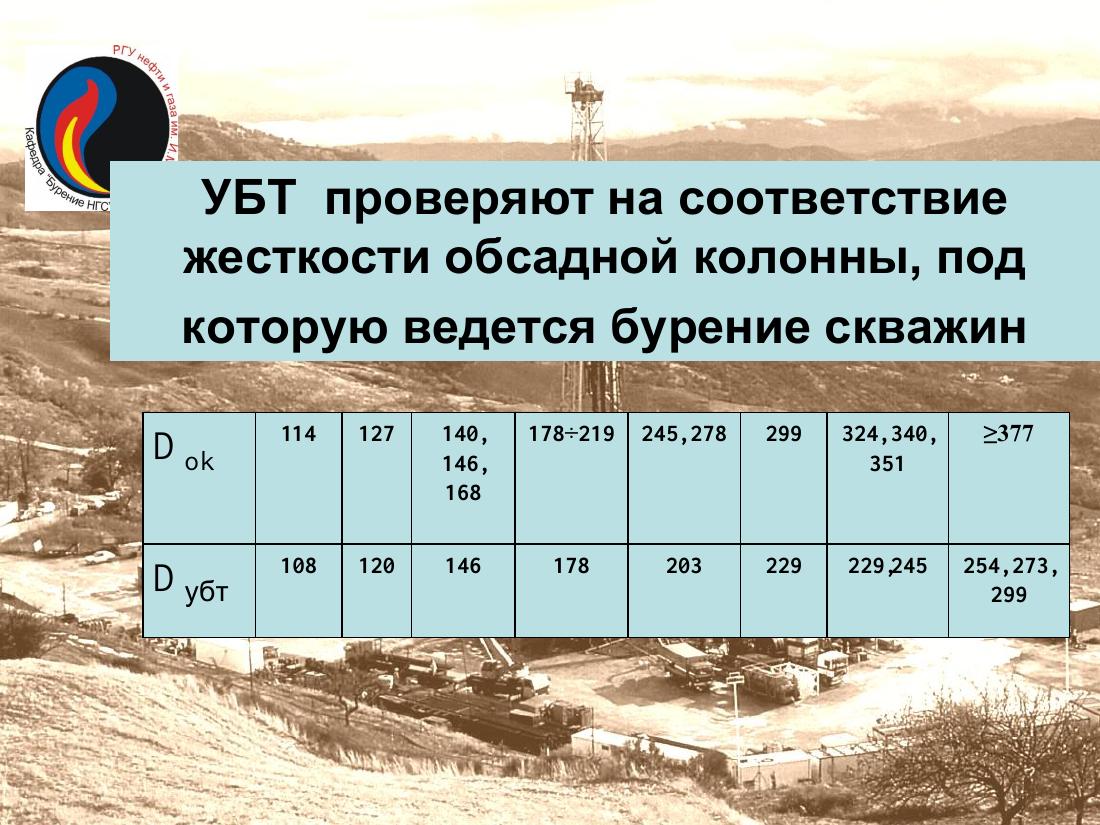 РГУ нефти и газа им. И.
Кафедра "Бурение НГС
УБТ проверяют на соответствие
жесткости обсадной колонны, под
которую ведется бурение скважин
D ok 114 127 140, 178÷219 245,278 299 324,340, ≥377
146, 351
168
D убт 108 120 146 178 203 229 229,245 254,273,
299